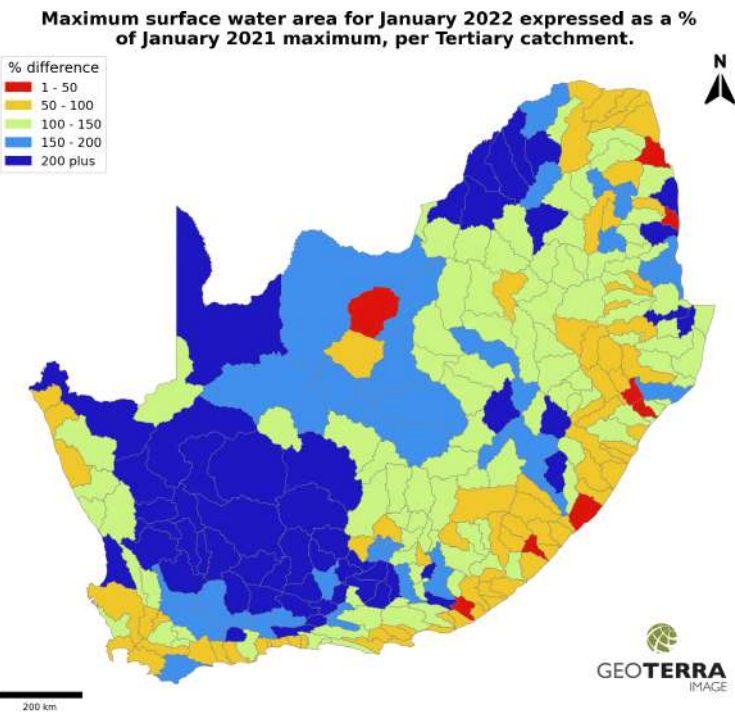 Maximum surface water area for January 2022 expressed as a %
of January 2021 maximum, per Tertiary catchment.
N
% difference
1 - 50
50 - 100
100 - 150
150 - 200
200 plus
GEOTERRA
IMAGE
200 km